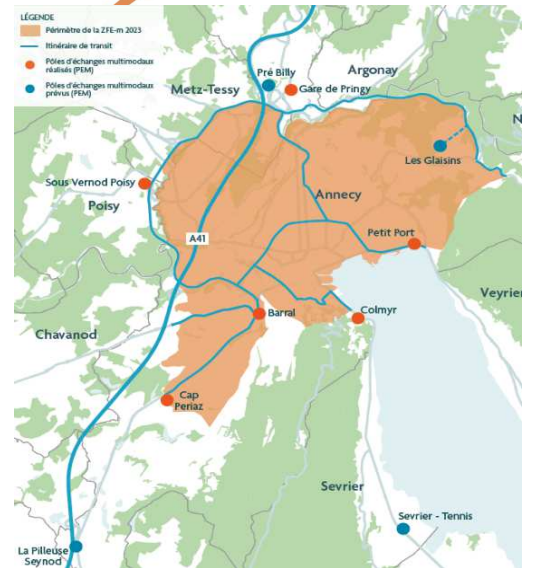 LÉGENDE
Périmètre de la ZFE-m 2023
Itinéraire de transit
Pôles d'échanges multimodaux
réalisés (PEM)
Pôles d'échanges multimodaux
prévus (PEM)
Pré Billy
Argonay
Metz-Tessy
Gare de Pringy
N
Les Glaisins
Sous Vernod Poisy
Annecy
Poisy
Petit Port
A41
Veyrier
Barral
Colmyr
Chavanod
Cap
Periaz
Sevrier
Sevrier - Tennis
La Pilleuse
Seynod